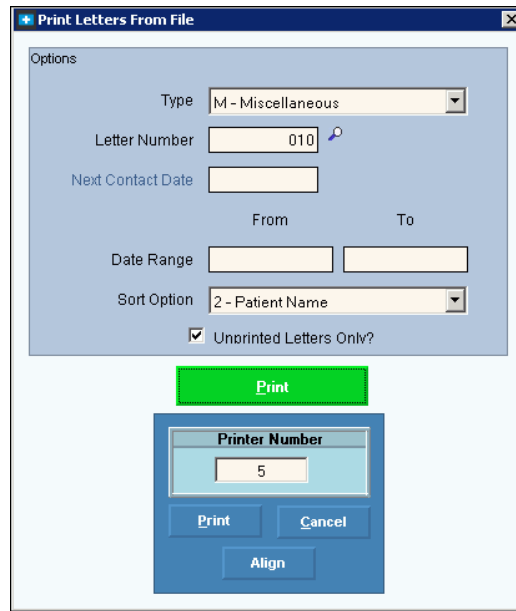 Print Letters From File
Options
Type M - Miscellaneous
Letter Number 010
Next Contact Date
From To
Date Range
Sort Option 2 - Patient Name
Unprinted Letters Only?
Print
Printer Number
5
Print Cancel
Align